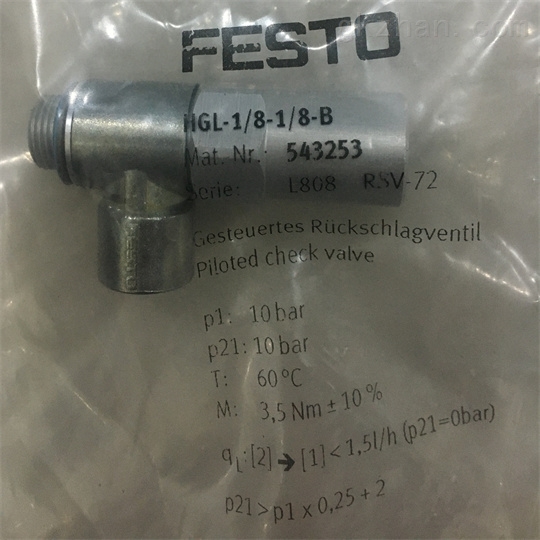 FESTO
HGL-1/8-1/8-B
Mat. Nr.: 543253
Serie: L808 RSV-72
Gesteuertes Rückschlagventil
Piloted check valve
FESTO
p1: 10 bar
p21: 10 bar
T: 60°C
M: 3,5 Nm ± 10 %
qL:[2] → [1] < 1,5l/h (p21=0bar)
p21 > p1 x 0,25 + 2